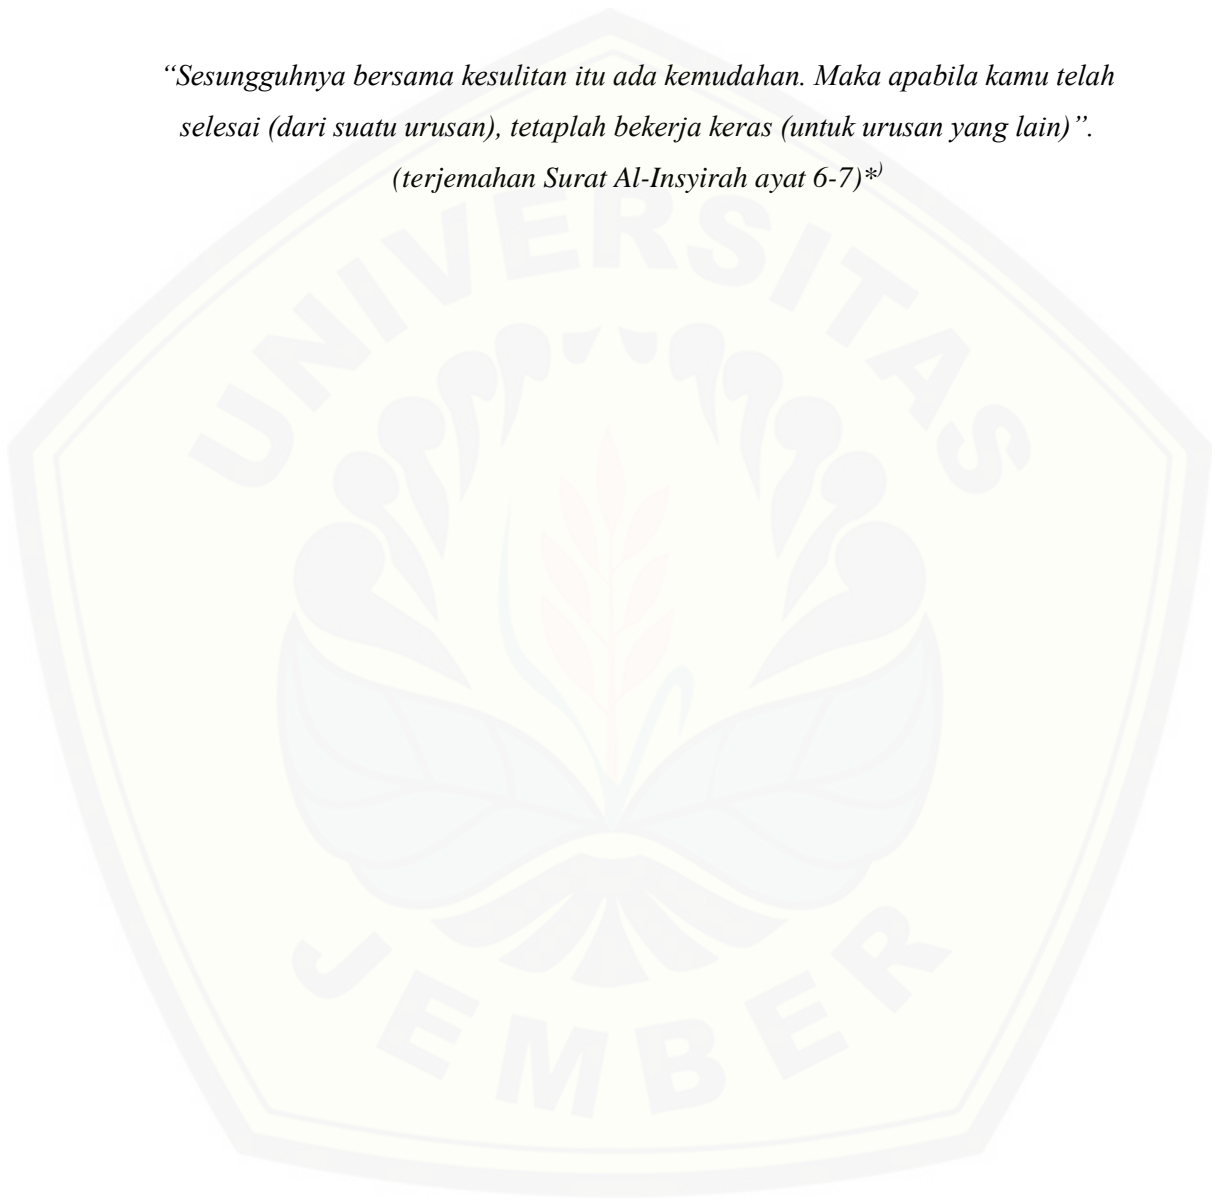 “Sesungguhnya bersama kesulitan itu ada kemudahan. Maka apabila kamu telah
selesai (dari suatu urusan), tetaplah bekerja keras (untuk urusan yang lain)”.
(terjemahan Surat Al-Insyirah ayat 6-7)*)
UNIVERSITAS
JEMBER